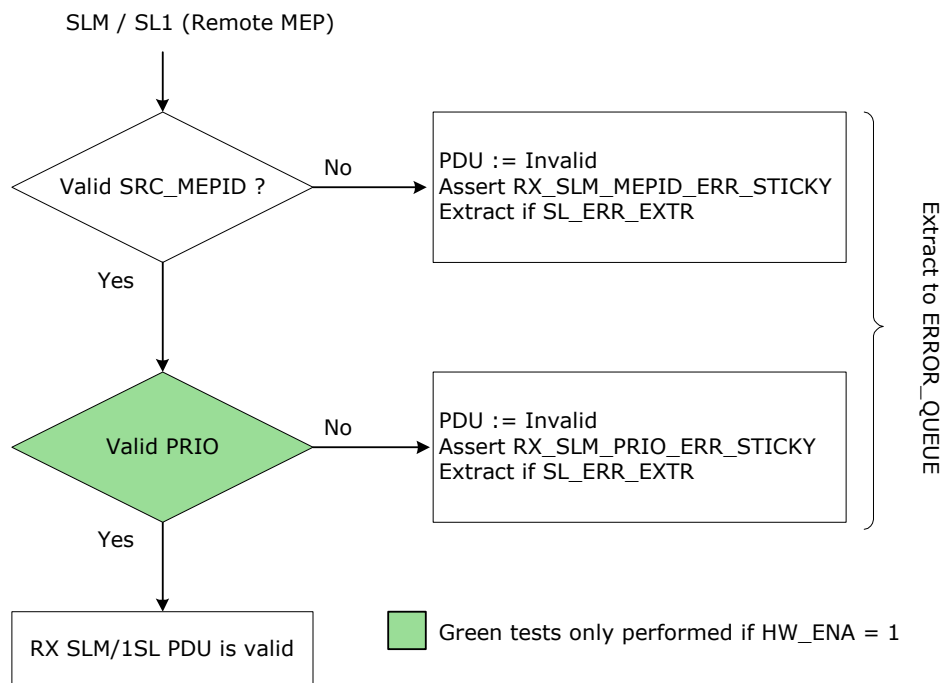 SLM / SL1 (Remote MEP)
Valid SRC_MEPID ?
No
PDU := Invalid
Assert RX_SLM_MEPID_ERR_STICKY
Extract if SL_ERR_EXTR
Yes
Extract to ERROR_QUEUE
Valid PRIO
No
PDU := Invalid
Assert RX_SLM_PRIO_ERR_STICKY
Extract if SL_ERR_EXTR
Yes
RX SLM/1SL PDU is valid
Green tests only performed if HW_ENA = 1